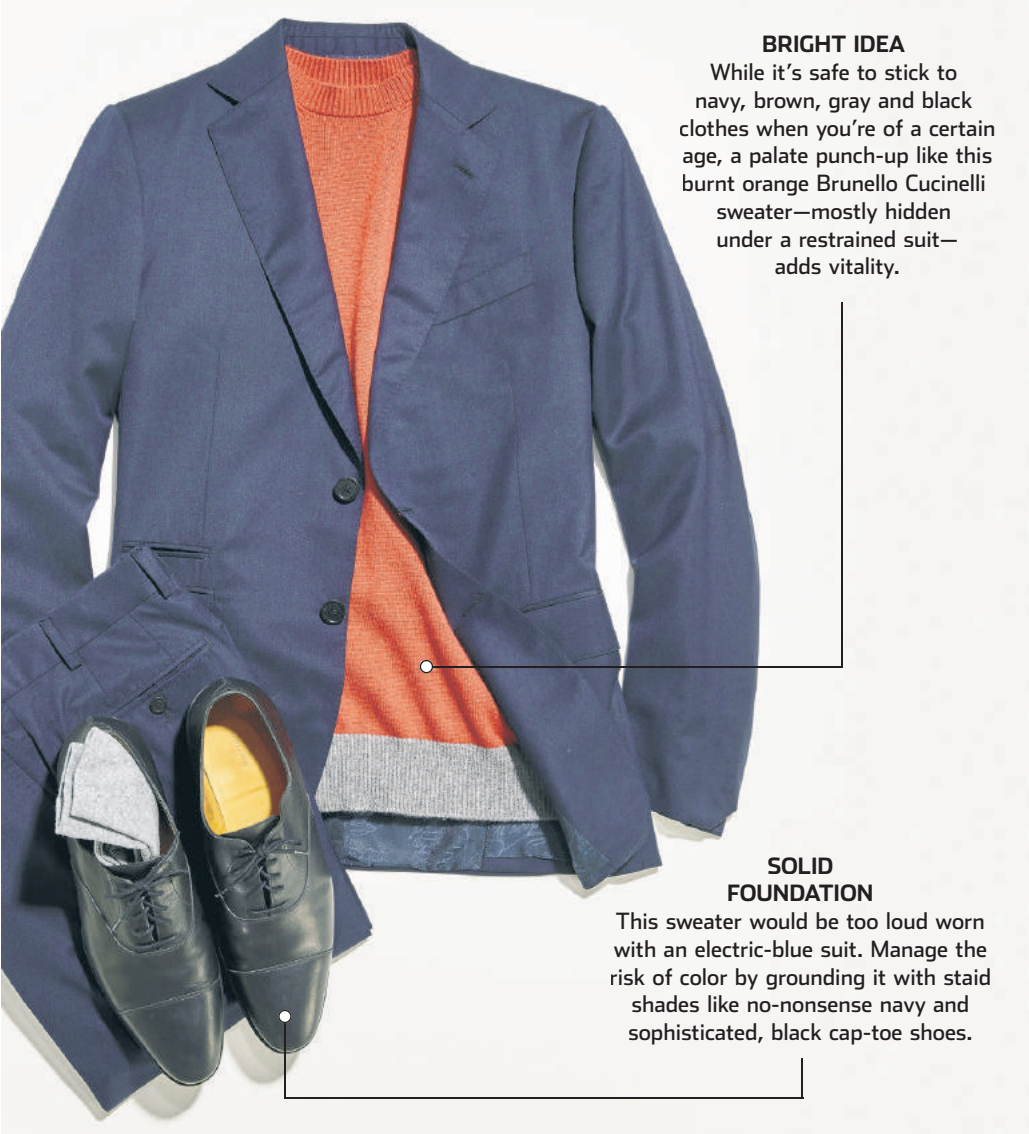 BRIGHT IDEA
While it’s safe to stick to
navy, brown, gray and black
clothes when you’re of a certain
age, a palate punch-up like this
burnt orange Brunello Cucinelli
sweater—mostly hidden
under a restrained suit—
adds vitality.
SOLID
FOUNDATION
This sweater would be too loud worn
with an electric-blue suit. Manage the
risk of color by grounding it with staid
shades like no-nonsense navy and
sophisticated, black cap-toe shoes.